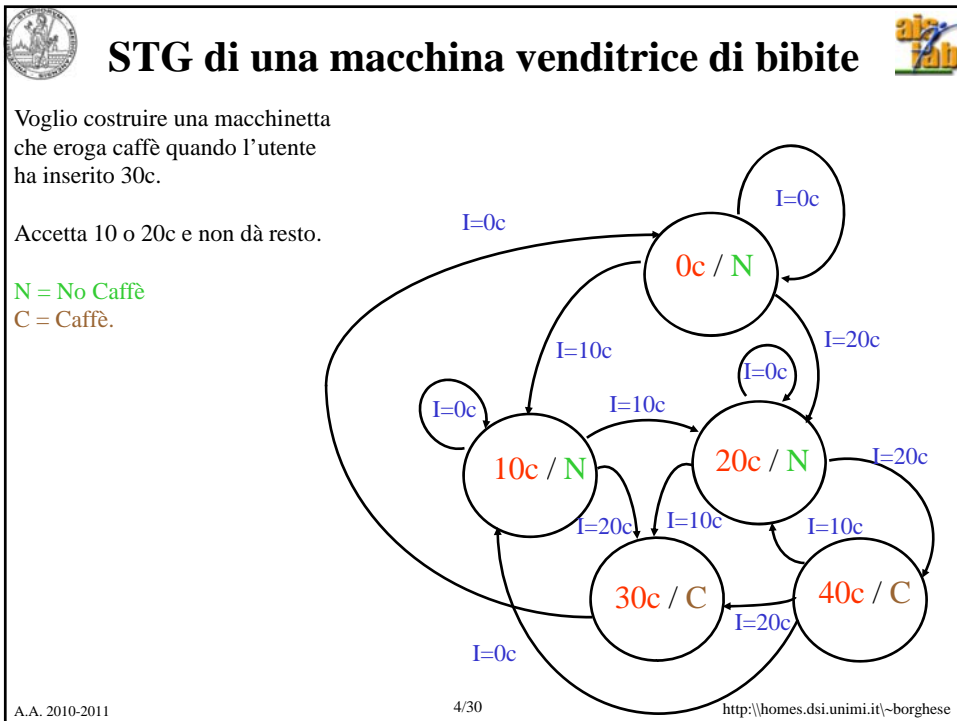 STG di una macchina venditrice di bibite
ais
lab
Voglio costruire una macchinetta
che eroga caffè quando l'utente
ha inserito 30c.
Accetta 10 o 20c e non dà resto.
N = No Caffè
C = Caffè.
I=0c
I=0c
0c / N
I=20c
I=10c
I=0c
I=0c
I=10c
10c / N
20c / N
I=20c
I=20c
I=10c
I=10c
30c / C
40c / C
I=20c
I=0c
A.A. 2010-2011
4/30
http:\\homes.dsi.unimi.it\~borghese